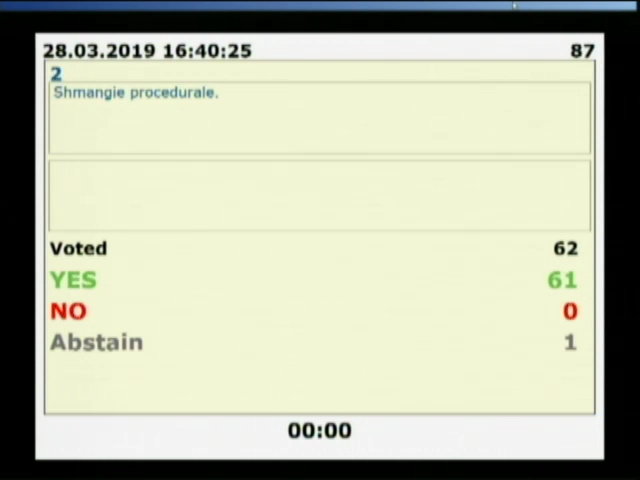 28.03.2019 16:40:25 87
2
Shmangie procedurale.
Voted 62
YES 61
NO 0
Abstain 1
00:00